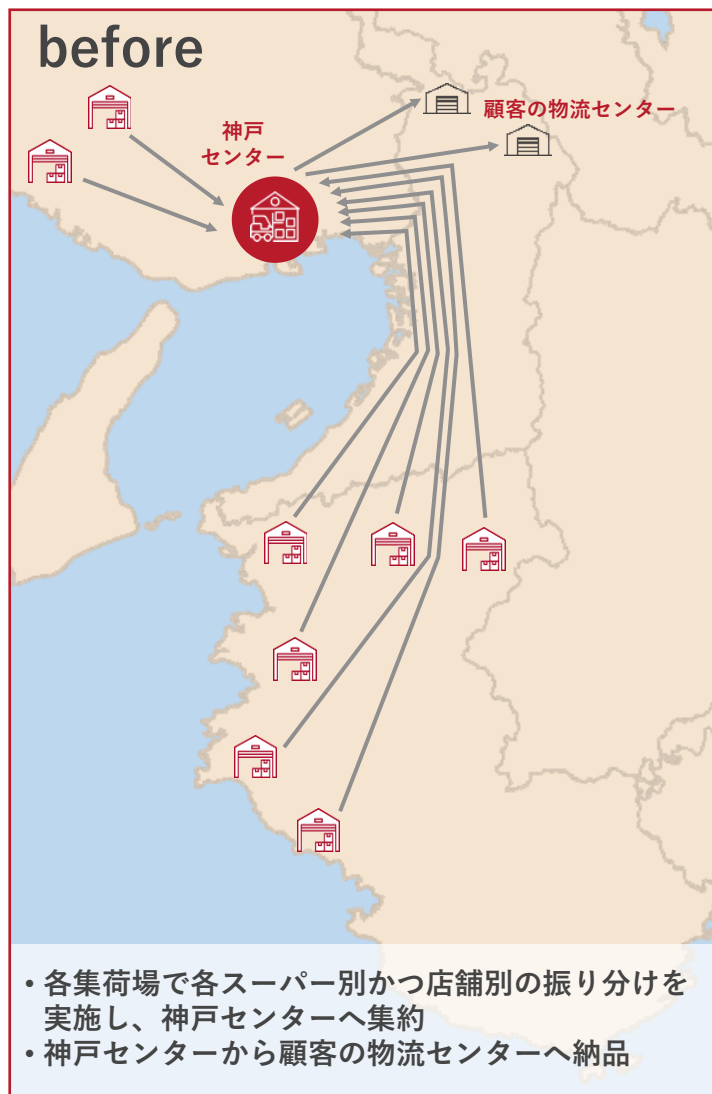 before
神戸
センター
顧客の物流センター
・各集荷場で各スーパー別かつ店舗別の振り分けを
実施し、神戸センターへ集約
・神戸センターから顧客の物流センターへ納品